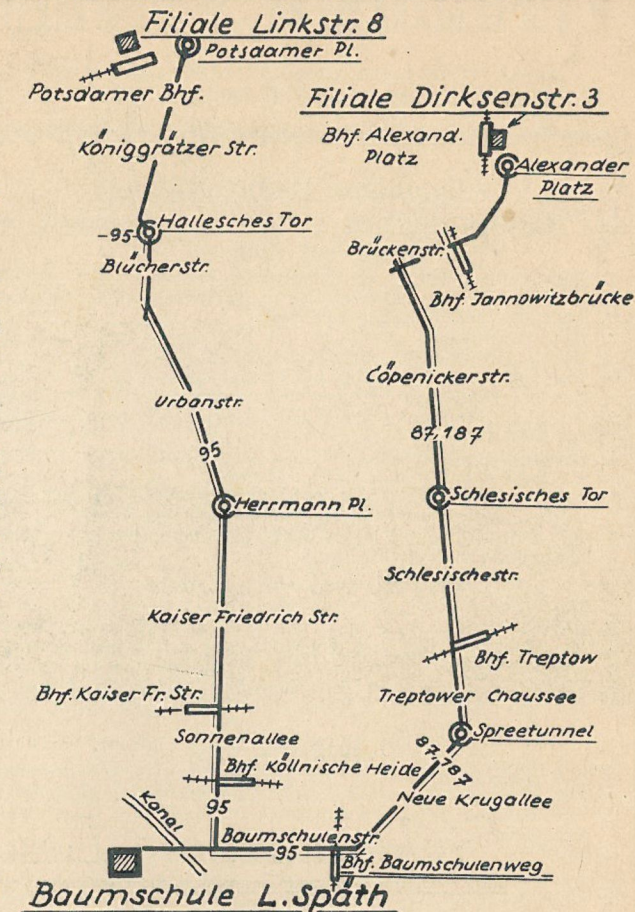 Filiale Linkstr. 8
Potsdamer Pl.
Potsdamer Bhf.
Filiale Dirksenstr. 3
Königgrätzer Str.
Bhf. Alexand.
Platz
Alexander
Platz
-95-
Hallesches Tor
Blücherstr.
Brückenstr.
Bhf. Jannowitzbrücke
Urbanstr.
Cöpenickerstr.
87,187
95
Herrmann Pl.
Schlesisches Tor
Schlesischestr.
Kaiser Friedrich Str.
Bhf. Treptow
Bhf. Kaiser Fr. Str.
Treptower Chaussee
Sonnenallee
Spreetunnel
87,187
Bhf. Köllnische Heide
Neue Krugallee
Kanal
95
Baumschulenstr.
95
Bhf. Baumschulenweg
Baumschule L. Späth